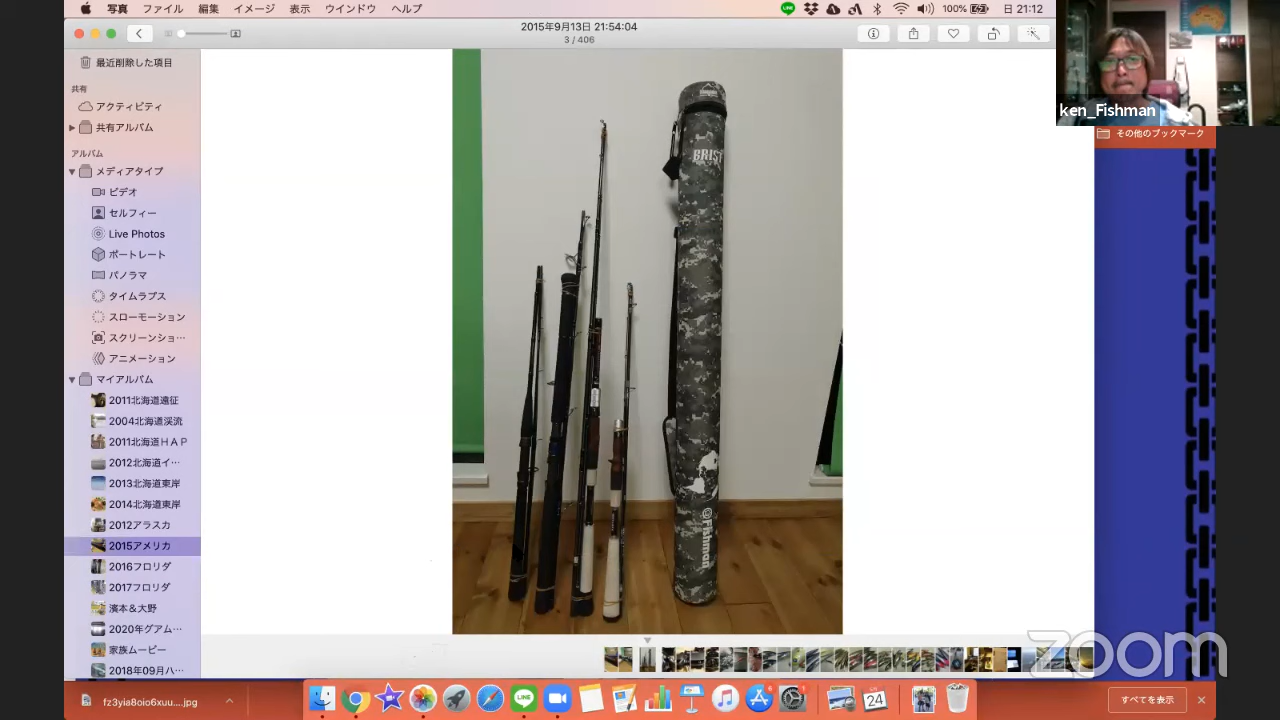 写真 ファイル 編集 イメージ 表示 ウインドウ ヘルプ
100% 日 21:12
2015年9月13日 21:54:04
3 / 406
最近削除した項目
共有
アクティビティ
共有アルバム
アルバム
メディアタイプ
ビデオ
セルフィー
Live Photos
ポートレート
パノラマ
タイムラプス
スローモーション
スクリーンショ…
アニメーション
マイアルバム
2011北海道遠征
2004北海道渓流
2011北海道ＨＡＰ
2012北海道イ…
2013北海道東岸
2014北海道東岸
2012アラスカ
2015アメリカ
2016フロリダ
2017フロリダ
濱本＆大野
2020年グアム…
家族ムービー
2018年09月ハ…
BRIST
@Fishman
ken_Fishman
その他のブックマーク
zoom
fz3yia8oio6xuu....jpg
LINE
24
すべてを表示